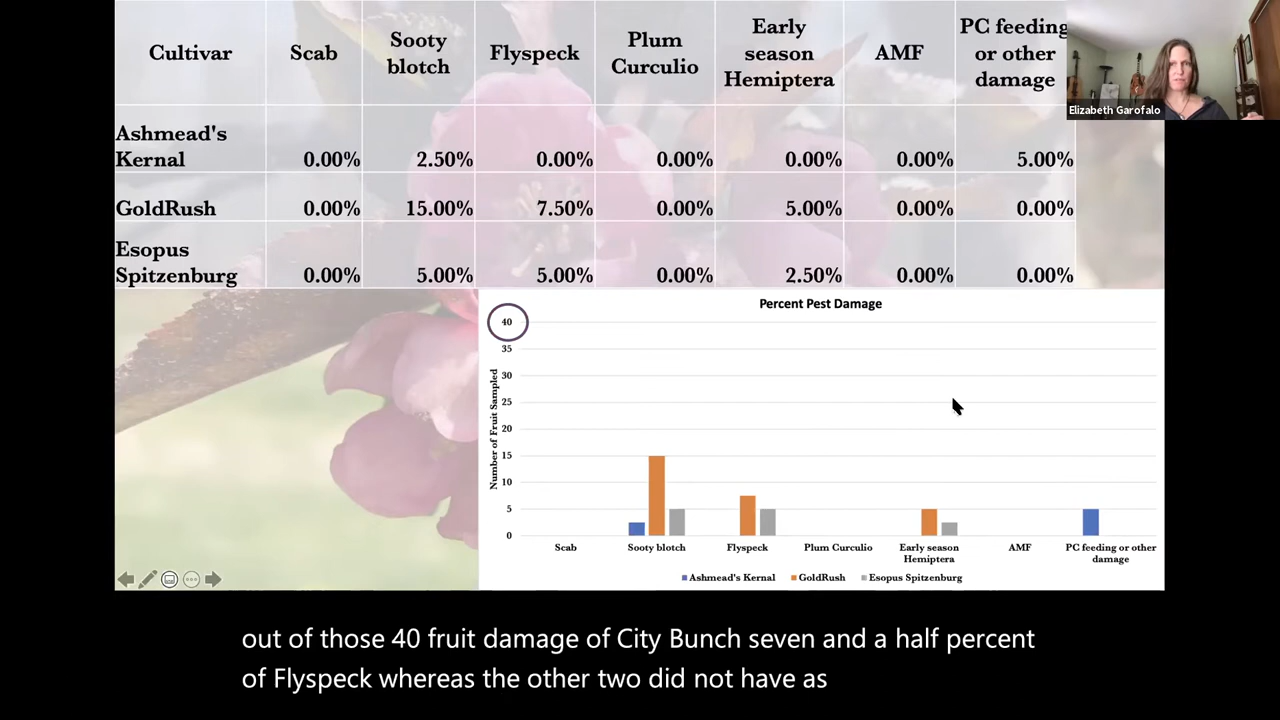 Cultivar Scab Sooty blotch Flyspeck Plum Curculio Early season Hemiptera AMF PC feeding or other damage
Ashmead's Kernal 0.00% 2.50% 0.00% 0.00% 0.00% 0.00% 5.00%
GoldRush 0.00% 15.00% 7.50% 0.00% 5.00% 0.00% 0.00%
Esopus Spitzenburg 0.00% 5.00% 5.00% 0.00% 2.50% 0.00% 0.00%
Elizabeth Garofalo
Percent Pest Damage
Number of Fruit Sampled
40
35
30
25
20
15
10
5
0
Scab Sooty blotch Flyspeck Plum Curculio Early season Hemiptera AMF PC feeding or other damage
Ashmead's Kernal GoldRush Esopus Spitzenburg
out of those 40 fruit damage of City Bunch seven and a half percent
of Flyspeck whereas the other two did not have as